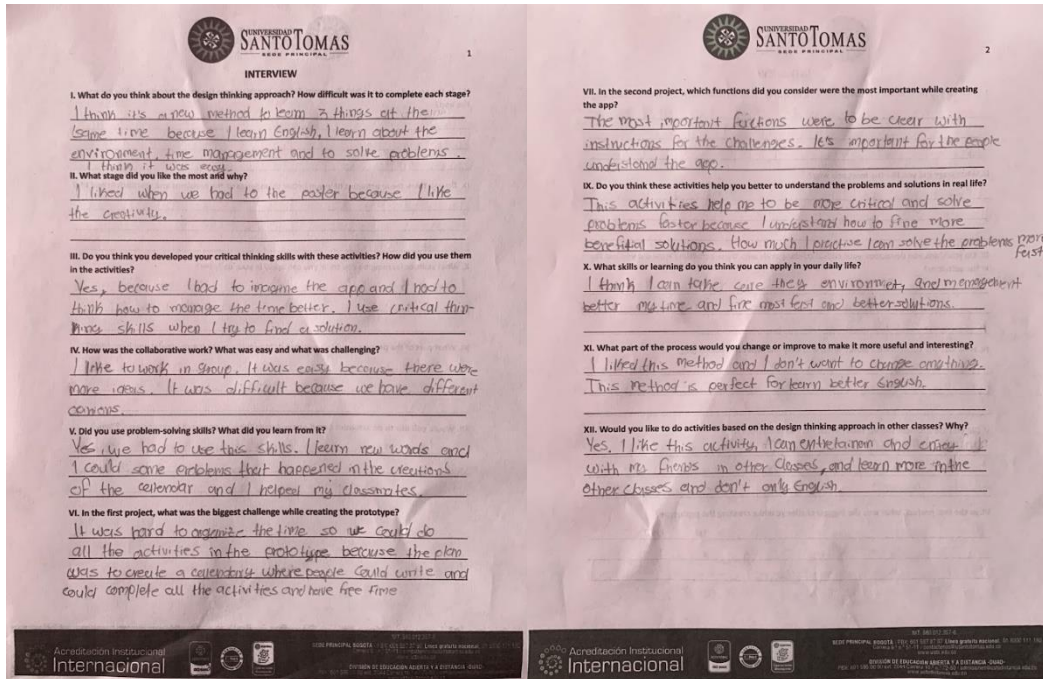 UNIVERSIDAD
SANTO TOMAS
SEDE PRINCIPAL
1
INTERVIEW
I. What do you think about the design thinking approach? How difficult was it to complete each stage?
I think it's a new method to learn 3 things at the
same time because I learn English, I learn about the
environment, time management and to solve problems.
I think it was easy.
II. What stage did you like the most and why?
I liked when we had to the poster because I like
the creativity.
III. Do you think you developed your critical thinking skills with these activities? How did you use them
in the activities?
Yes, because I had to imagine the app and I had to
think how to manage the time better. I use critical thin-
king skills when I try to find a solution.
IV. How was the collaborative work? What was easy and what was challenging?
I like to work in group. It was easy because there were
more ideas. It was difficult because we have different
V. Did you use problem-solving skills? What did you learn from it?
Yes, we had to use this skills. I learn new words and
I could some problems that happened in the creations
of the calendar and I helped my classmates.
VI. In the first project, what was the biggest challenge while creating the prototype?
It was hard to organize the time so we could do
all the activities in the prototype because the plan
was to create a where people could write and
could complete all the activities and have free time
Acreditación Institucional
Internacional
SEDE PRINCIPAL BOGOTÁ
DIVISIÓN DE EDUCACIÓN ABIERTA Y A DISTANCIA -DUAD-
UNIVERSIDAD
SANTO TOMAS
SEDE PRINCIPAL
2
VII. In the second project, which functions did you consider were the most important while creating
the app?
The most important were to be clear with
instructions for the challenges. It's important for the people
understand the app.
IX. Do you think these activities help you better to understand the problems and solutions in real life?
This activities help me to be more critical and solve
problems faster because I understand how to fine more
solutions. How much I practice I can solve the problems more
fast
X. What skills or learning do you think you can apply in your daily life?
I think I can take care they and
better my time and fine most fast and better solutions.
XI. What part of the process would you change or improve to make it more useful and interesting?
I liked this method and I don't want to change anything.
This method is perfect for learn better English.
XII. Would you like to do activities based on the design thinking approach in other classes? Why?
Yes, I like this activity, I can and enjoy
with my friends in other classes, and learn more in the
other classes and don't only English.
Acreditación Institucional
Internacional
SEDE PRINCIPAL BOGOTÁ
DIVISIÓN DE EDUCACIÓN ABIERTA Y A DISTANCIA -DUAD-